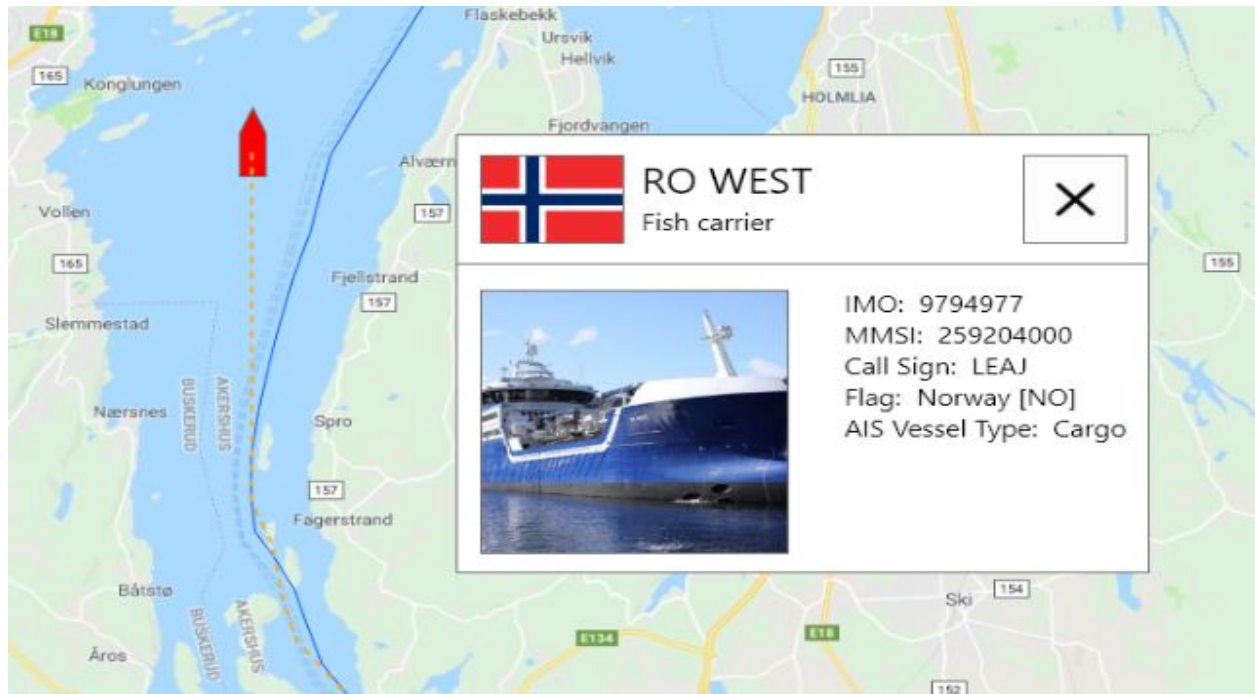 Flaskebekk
E18
Ursvik
Hellvik
165
Konglungen
155
HOLMLIA
Fjordvangen
Alværn
RO WEST
Fish carrier
Vollen
157
165
155
Fjellstrand
157
Slemmestad
IMO: 9794977
MMSI: 259204000
Call Sign: LEAJ
Flag: Norway [NO]
AIS Vessel Type: Cargo
BUSKERUD
AKERSHUS
Nærsnes
Spro
157
Fagerstrand
Båtstø
154
Ski
AKERSHUS
BUSKERUD
E134
E18
Åros
152